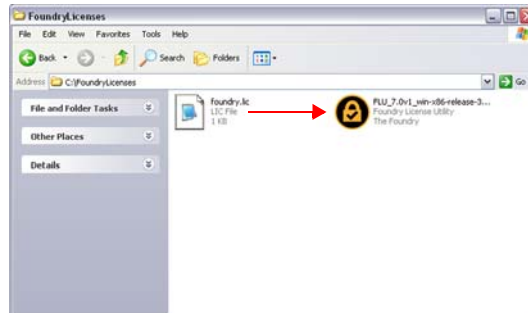 FoundryLicenses
File Edit View Favorites Tools Help
Back Search Folders
Address C:\FoundryLicenses Go
File and Folder Tasks
Other Places
Details
foundry.lic
LIC File
1 KB
FLU_7.0v1_win-x86-release-3...
Foundry License Utility
The Foundry